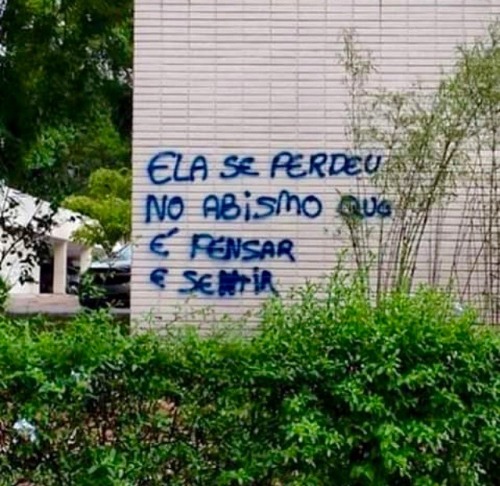 ELA SE PERDEU
NO ABISMO QUE
É PENSAR
E SENTIR